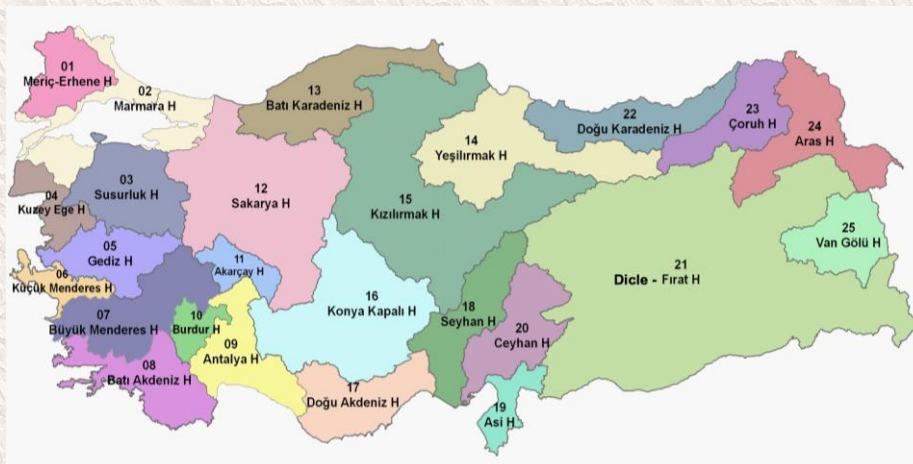 01
Meriç-Erhene H
02
Marmara H
03
Susurluk H
04
Kuzey Ege H
05
Gediz H
06
Küçük Menderes H
07
Büyük Menderes H
08
Batı Akdeniz H
09
Antalya H
10
Burdur H
11
Akarçay H
12
Sakarya H
13
Batı Karadeniz H
14
Yeşilırmak H
15
Kızılırmak H
16
Konya Kapalı H
17
Doğu Akdeniz H
18
Seyhan H
19
Asi H
20
Ceyhan H
21
Dicle - Fırat H
22
Doğu Karadeniz H
23
Çoruh H
24
Aras H
25
Van Gölü H